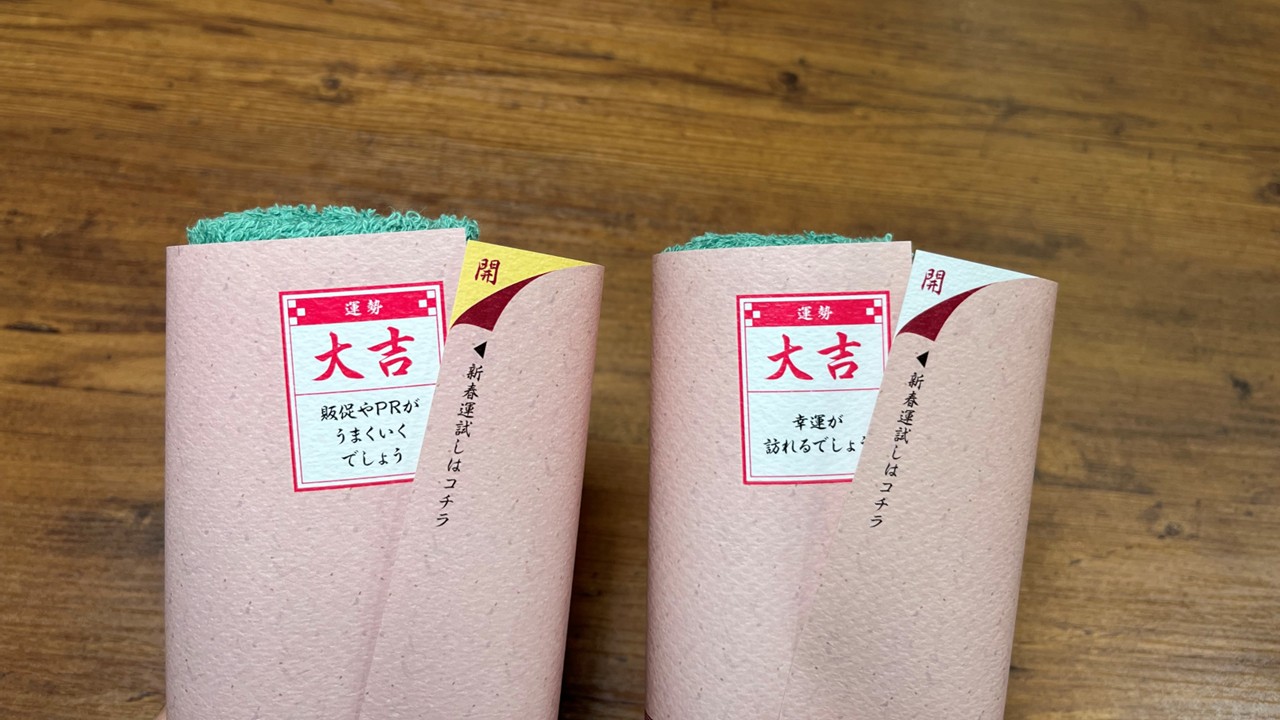 運勢
大吉
販促やPRが
うまくいく
でしょう
開
新春運試しはコチラ
運勢
大吉
幸運が
訪れるでしょう
開
新春運試しはコチラ